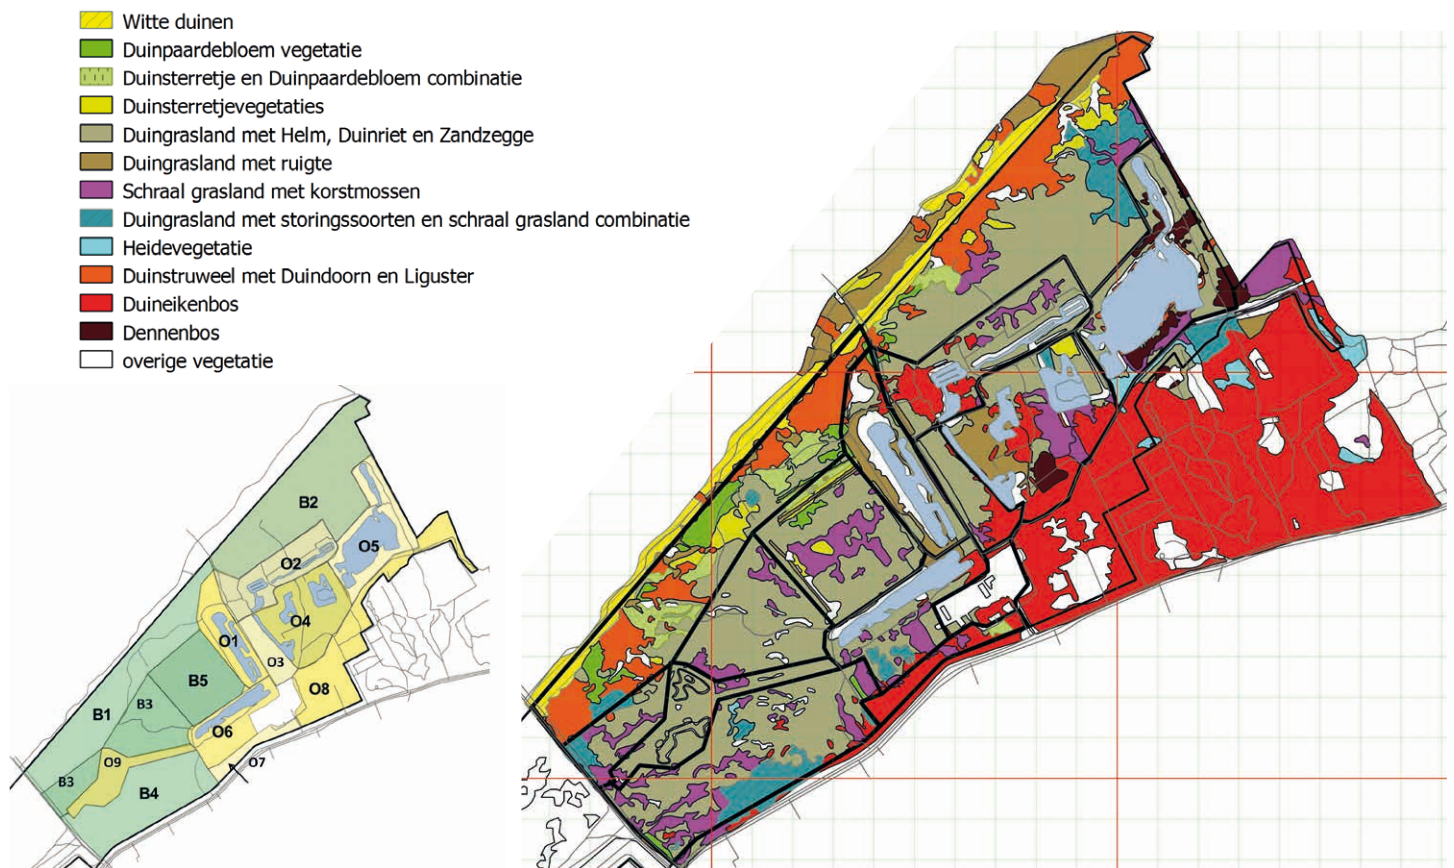 Witte duinen
Duinpaardebloem vegetatie
Duinsterretje en Duinpaardebloem combinatie
Duinsterretjevegetaties
Duingrasland met Helm, Duinriet en Zandzegge
Duingrasland met ruigte
Schraal grasland met korstmossen
Duingrasland met storingssoorten en schraal grasland combinatie
Heidevegetatie
Duinstruweel met Duindoorn en Liguster
Duineikenbos
Dennenbos
overige vegetatie
B2
O5
O2
O4
O1
O3
B5
O8
B3
B1
O6
O9
O7
B3
B4